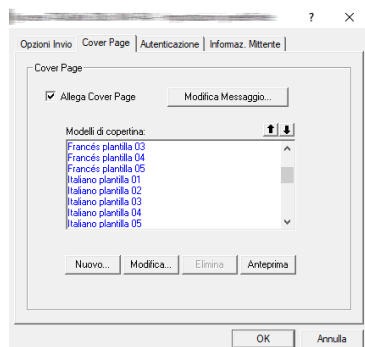 ?
Opzioni Invio Cover Page Autenticazione Informaz. Mittente
Cover Page
Allega Cover Page Modifica Messaggio...
Modelli di copertina:
Francés plantilla 03
Francés plantilla 04
Francés plantilla 05
Italiano plantilla 01
Italiano plantilla 02
Italiano plantilla 03
Italiano plantilla 04
Italiano plantilla 05
Nuovo... Modifica... Elimina Anteprima
OK Annulla